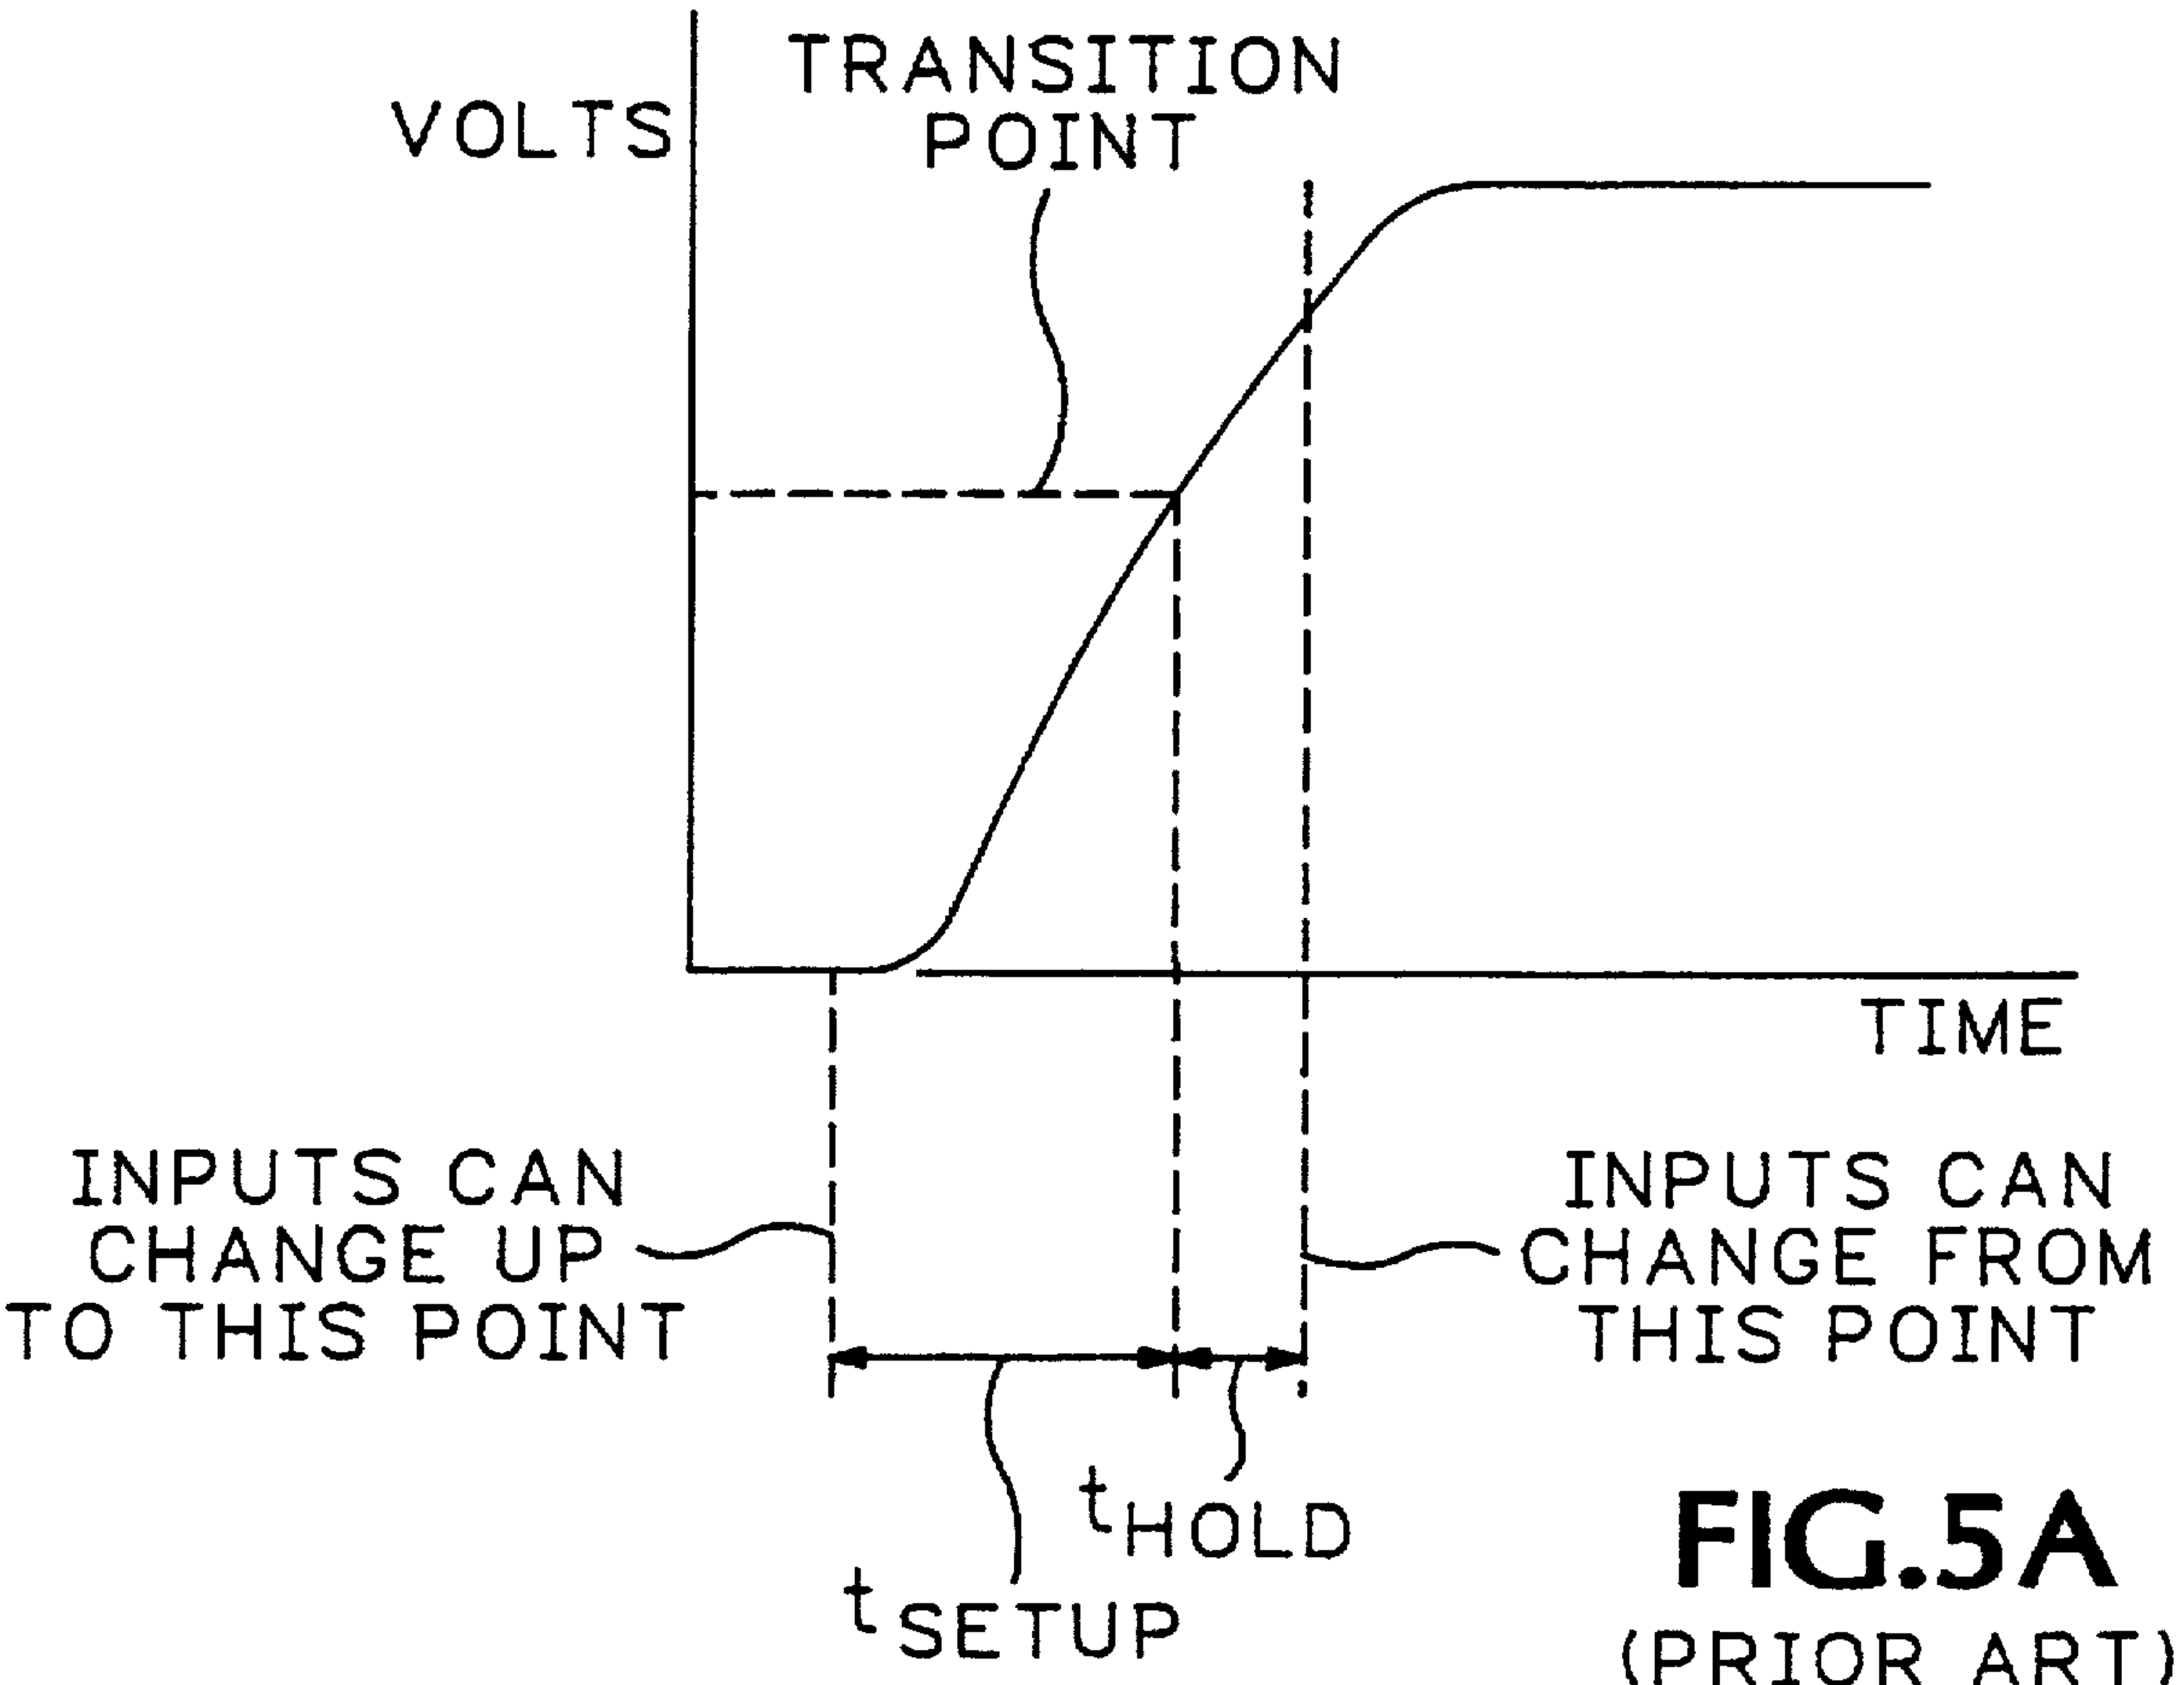 TRANSITION
POINT
VOLTS
TIME
INPUTS CAN
CHANGE UP
TO THIS POINT
INPUTS CAN
CHANGE FROM
THIS POINT
tHOLD
tSETUP
FIG.5A
(PRIOR ART)